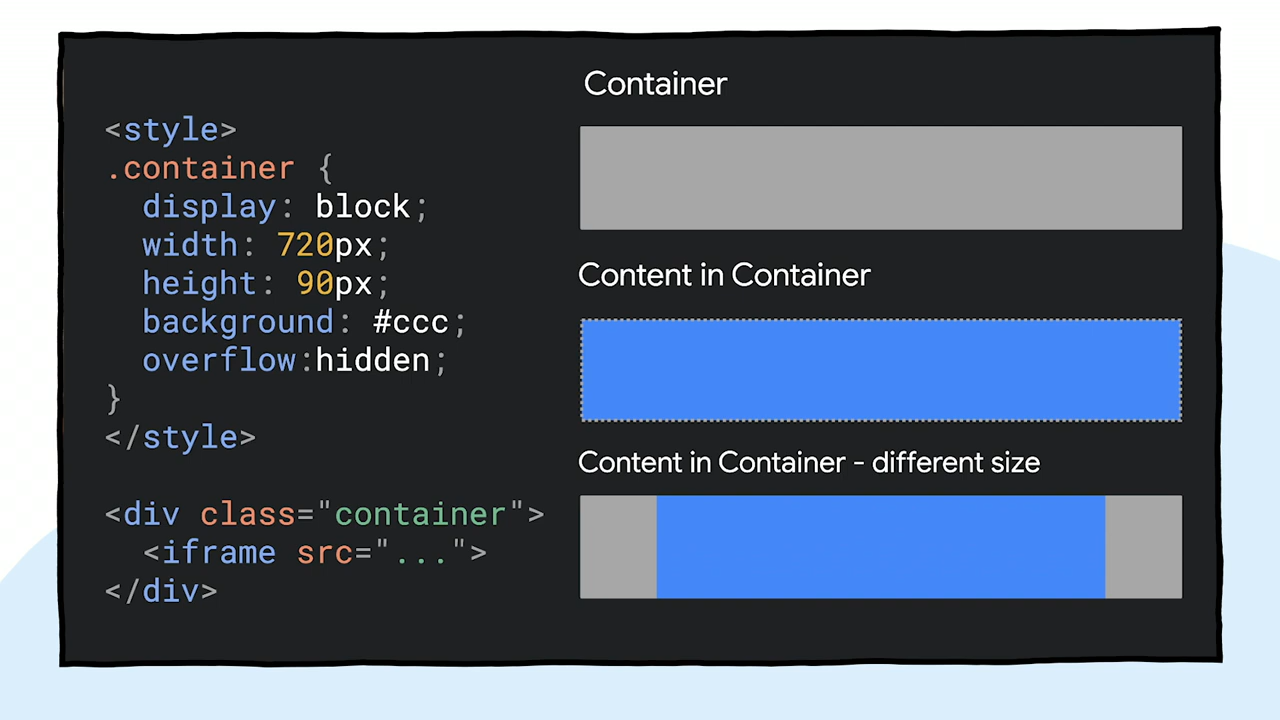 <style>
.container {
  display: block;
  width: 720px;
  height: 90px;
  background: #ccc;
  overflow:hidden;
}
</style>
<div class="container">
  <iframe src="...">
</div>
Container
Content in Container
Content in Container - different size